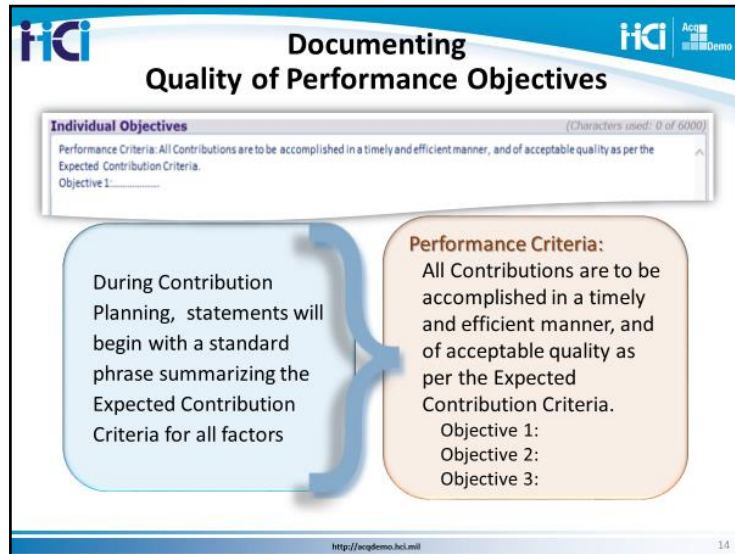 HCi
Documenting
Quality of Performance Objectives
HCi
Acq
Demo
Individual Objectives (Characters used: 0 of 6000)
Performance Criteria: All Contributions are to be accomplished in a timely and efficient manner, and of acceptable quality as per the
Expected Contribution Criteria.
Objective 1:....................
During Contribution
Planning, statements will
begin with a standard
phrase summarizing the
Expected Contribution
Criteria for all factors
Performance Criteria:
All Contributions are to be
accomplished in a timely
and efficient manner, and
of acceptable quality as
per the Expected
Contribution Criteria.
Objective 1:
Objective 2:
Objective 3:
http://acqdemo.hci.mil
14